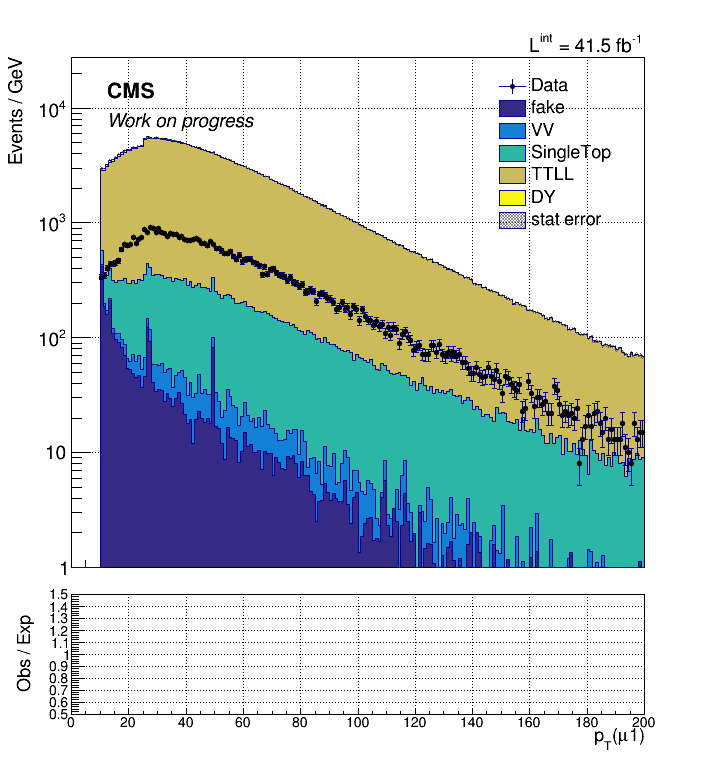 L^int = 41.5 fb^-1
Events / GeV
CMS
Work on progress
Data
fake
VV
SingleTop
TTLL
DY
stat error
10^4
10^3
10^2
10
1
Obs / Exp
1.5
1.4
1.3
1.2
1.1
1
0.9
0.8
0.7
0.6
0.5
0 20 40 60 80 100 120 140 160 180 200
p_T(μ1)